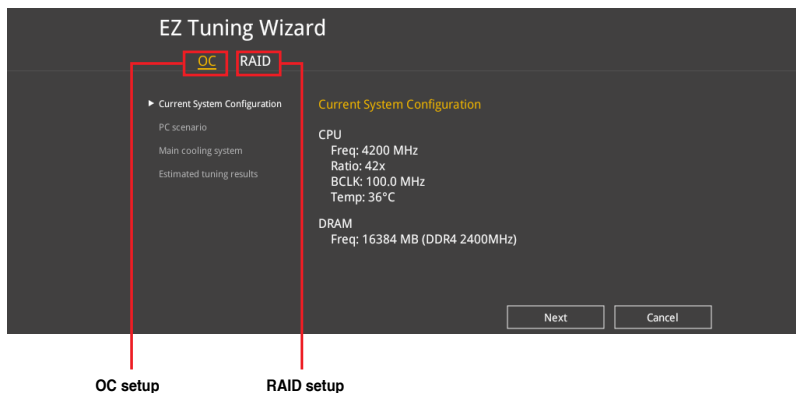 EZ Tuning Wizard
OC RAID
Current System Configuration
PC scenario
Main cooling system
Estimated tuning results
Current System Configuration
CPU
Freq: 4200 MHz
Ratio: 42x
BCLK: 100.0 MHz
Temp: 36°C
DRAM
Freq: 16384 MB (DDR4 2400MHz)
Next Cancel
OC setup RAID setup